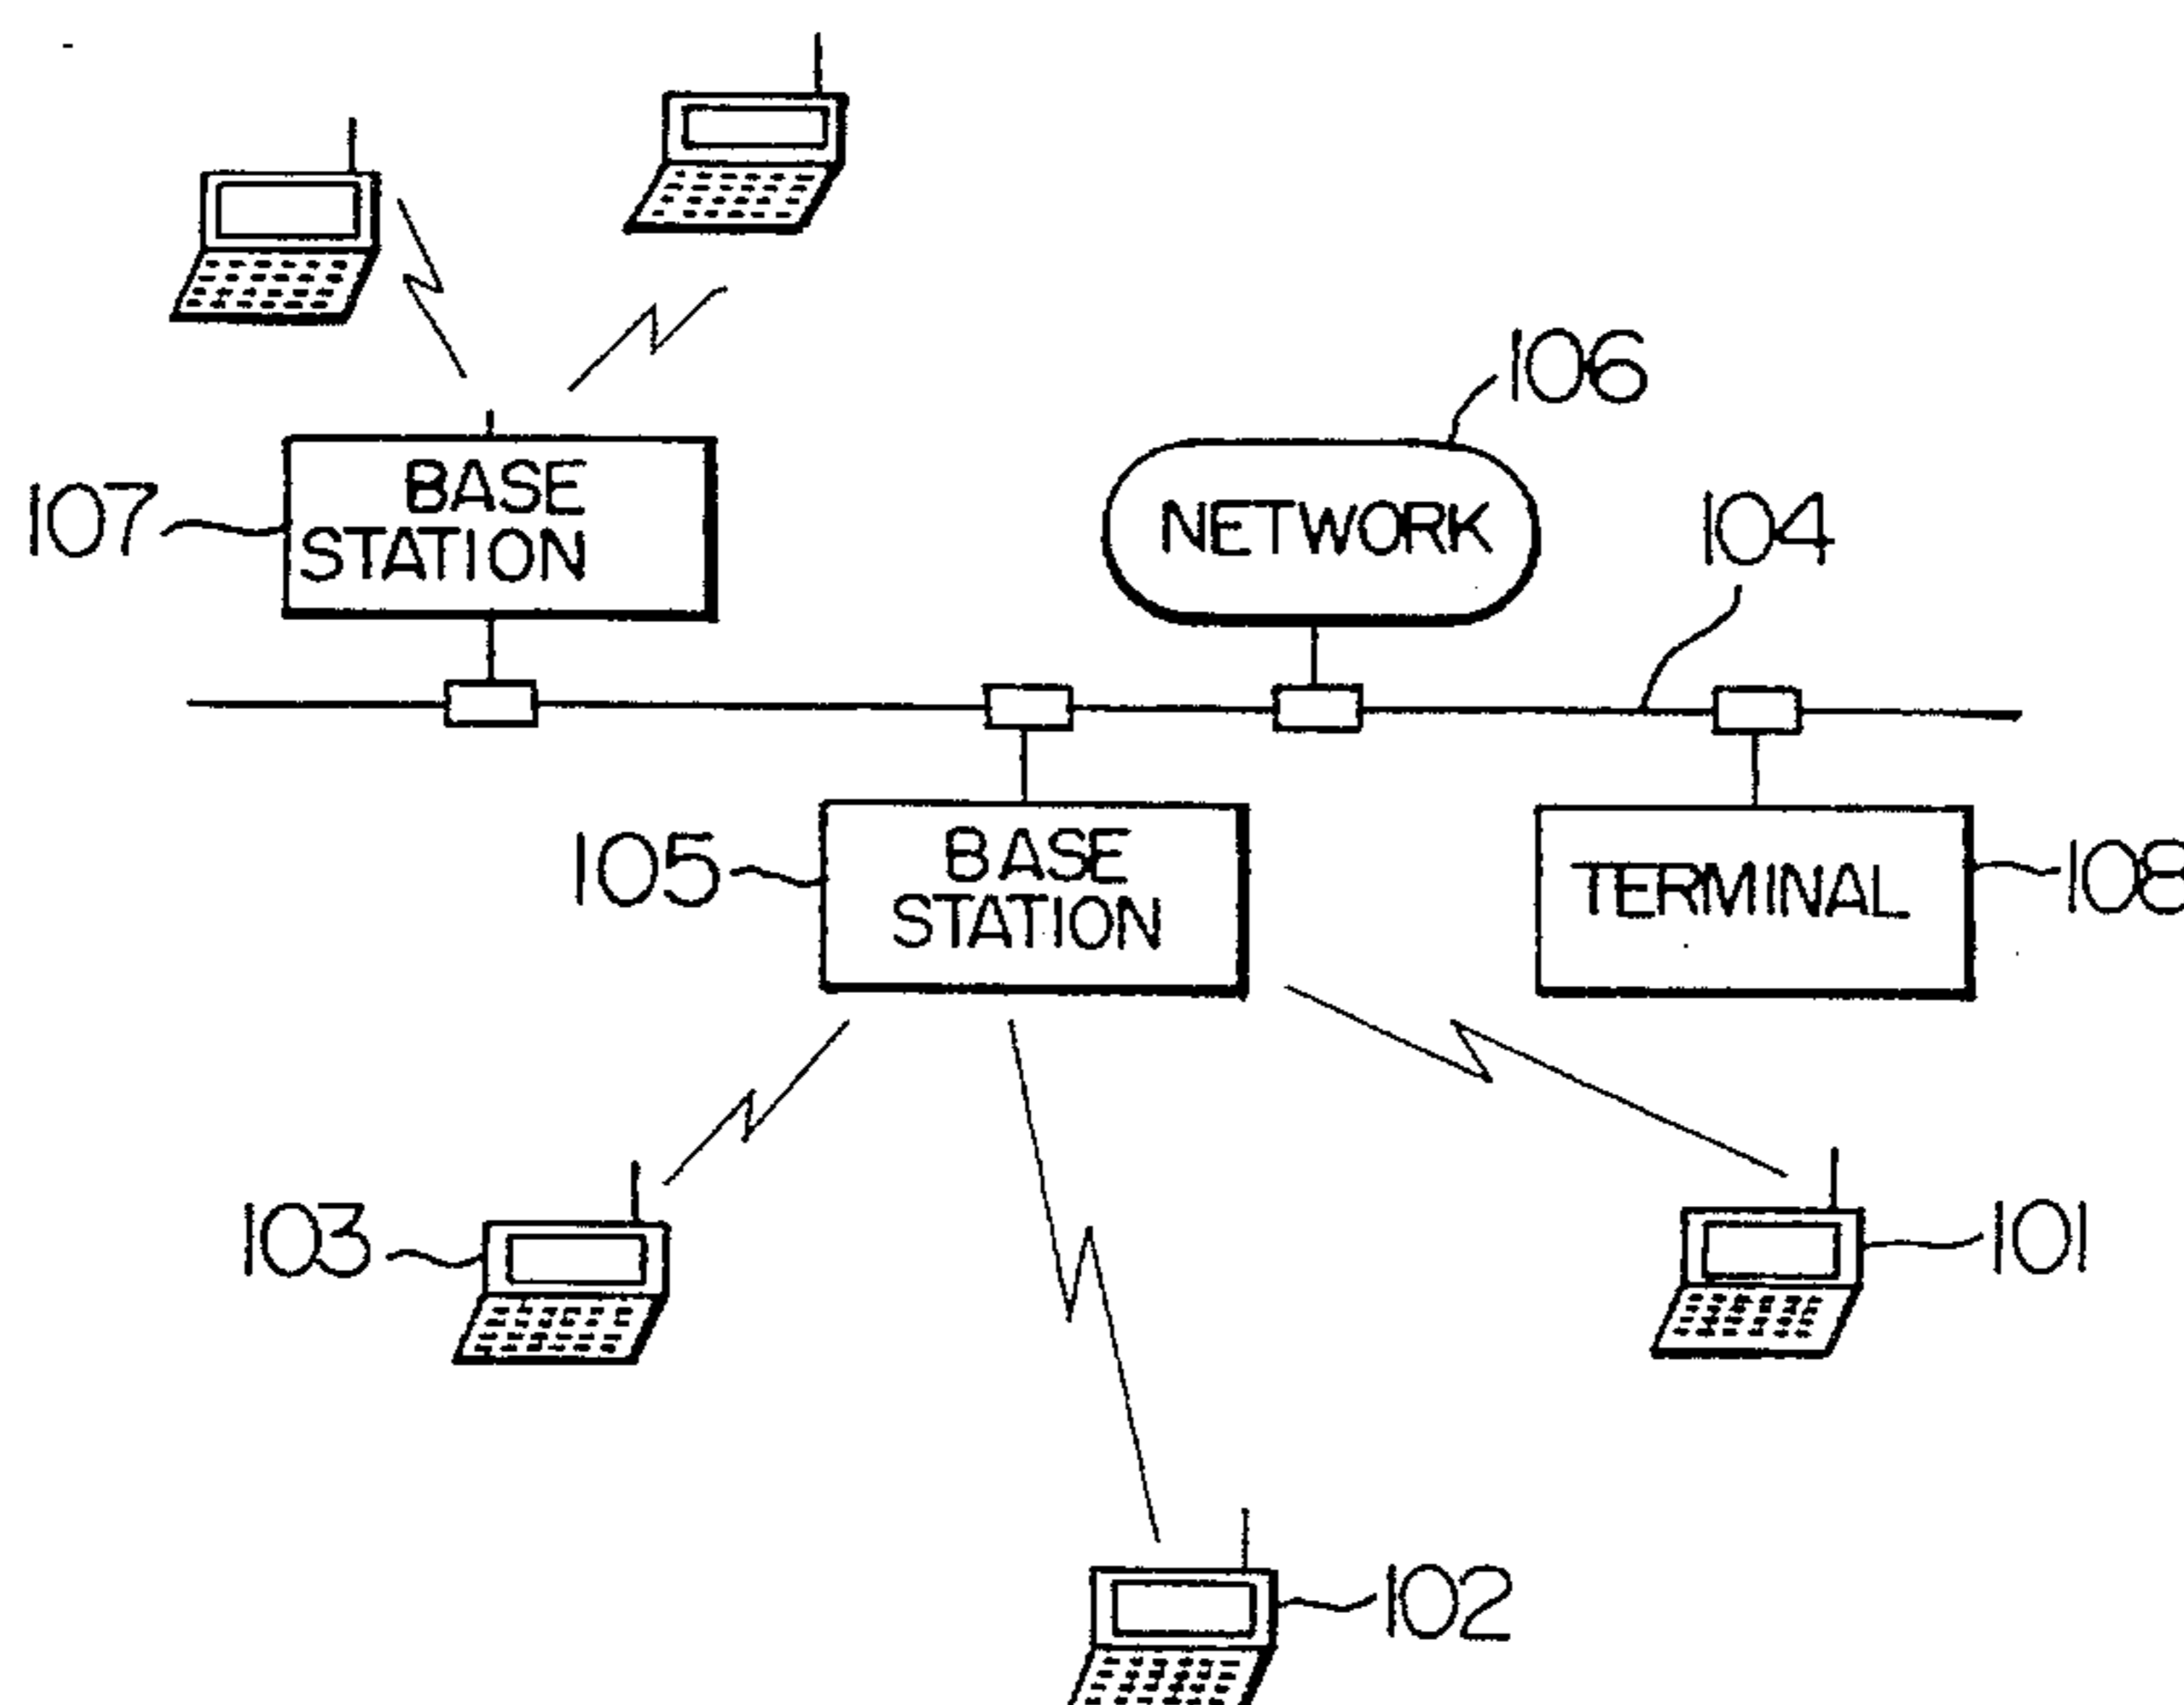 106
107
BASE
STATION
NETWORK
104
105
BASE
STATION
TERMINAL
108
103
101
102